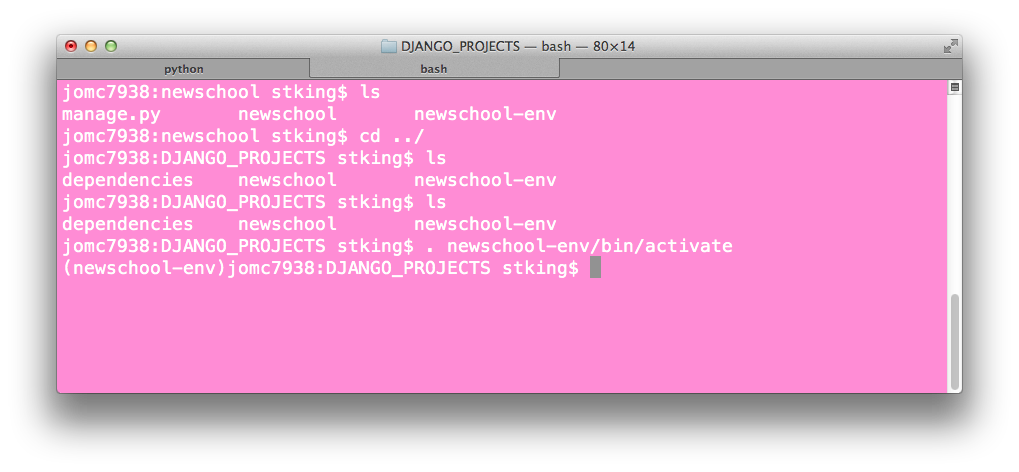 DJANGO_PROJECTS — bash — 80×14
python bash
jomc7938:newschool stking$ ls
manage.py newschool newschool-env
jomc7938:newschool stking$ cd ../
jomc7938:DJANGO_PROJECTS stking$ ls
dependencies newschool newschool-env
jomc7938:DJANGO_PROJECTS stking$ ls
dependencies newschool newschool-env
jomc7938:DJANGO_PROJECTS stking$ . newschool-env/bin/activate
(newschool-env)jomc7938:DJANGO_PROJECTS stking$